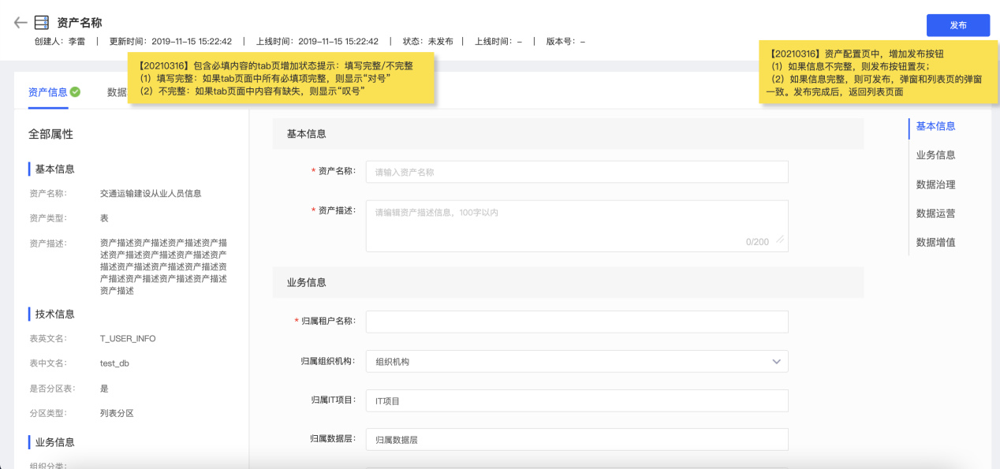 资产名称
发布
创建人：李雷 | 更新时间：2019-11-15 15:22:42 | 上线时间：2019-11-15 15:22:42 | 状态：未发布 | 上线时间：– | 版本号：–
【20210316】包含必填内容的tab页增加状态提示：填写完整/不完整
（1）填写完整：如果tab页面中所有必填项完整，则显示“对号”
（2）不完整：如果tab页面中内容有缺失，则显示“叹号”
【20210316】资产配置页中，增加发布按钮
（1）如果信息不完整，则发布按钮置灰；
（2）如果信息完整，则可发布，弹窗和列表页的弹窗
一致。发布完成后，返回列表页面
资产信息
数据
全部属性
基本信息
资产名称： 交通运输建设从业人员信息
资产类型： 表
资产描述： 资产描述资产描述资产描述资产描
述资产描述资产描述资产描述资产
描述资产描述资产描述资产描述资
产描述资产描述资产描述资产描述
资产描述
技术信息
表英文名： T_USER_INFO
表中文名： test_db
是否分区表： 是
分区类型： 列表分区
业务信息
组织分类：
基本信息
* 资产名称： 请输入资产名称
* 资产描述： 请编辑资产描述信息，100字以内
0/200
业务信息
* 归属租户名称：
归属组织机构： 组织机构
归属IT项目： IT项目
归属数据层： 归属数据层
基本信息
业务信息
数据治理
数据运营
数据增值